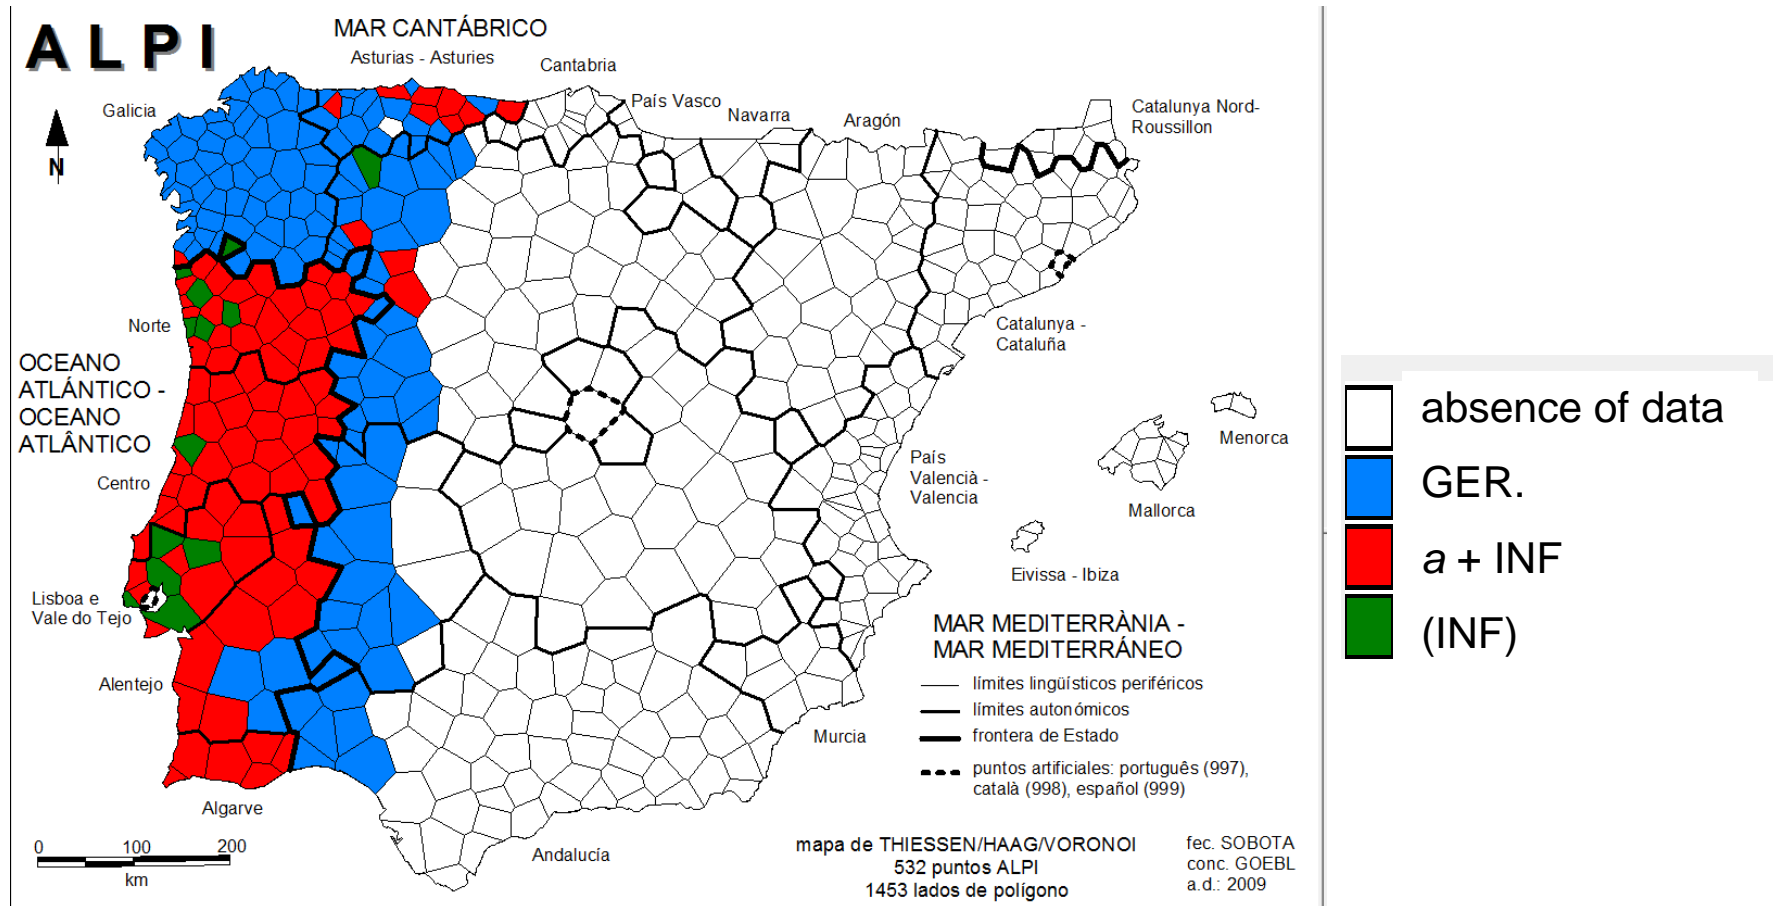 ALPI
MAR CANTÁBRICO
Asturias - Asturies
Cantabria
Galicia
País Vasco
Navarra
Aragón
Catalunya Nord-
Roussillon
N
Norte
OCEANO
ATLÁNTICO -
OCEANO
ATLÂNTICO
Catalunya -
Cataluña
Menorca
Centro
País
Valencià -
Valencia
Mallorca
Eivissa - Ibiza
Lisboa e
Vale do Tejo
MAR MEDITERRÀNIA -
MAR MEDITERRÁNEO
Alentejo
límites lingüísticos periféricos
límites autonómicos
frontera de Estado
puntos artificiales: português (997),
català (998), español (999)
Murcia
Algarve
Andalucía
0 100 200
km
mapa de THIESSEN/HAAG/VORONOI
532 puntos ALPI
1453 lados de polígono
fec. SOBOTA
conc. GOEBL
a.d.: 2009
absence of data
GER.
a + INF
(INF)